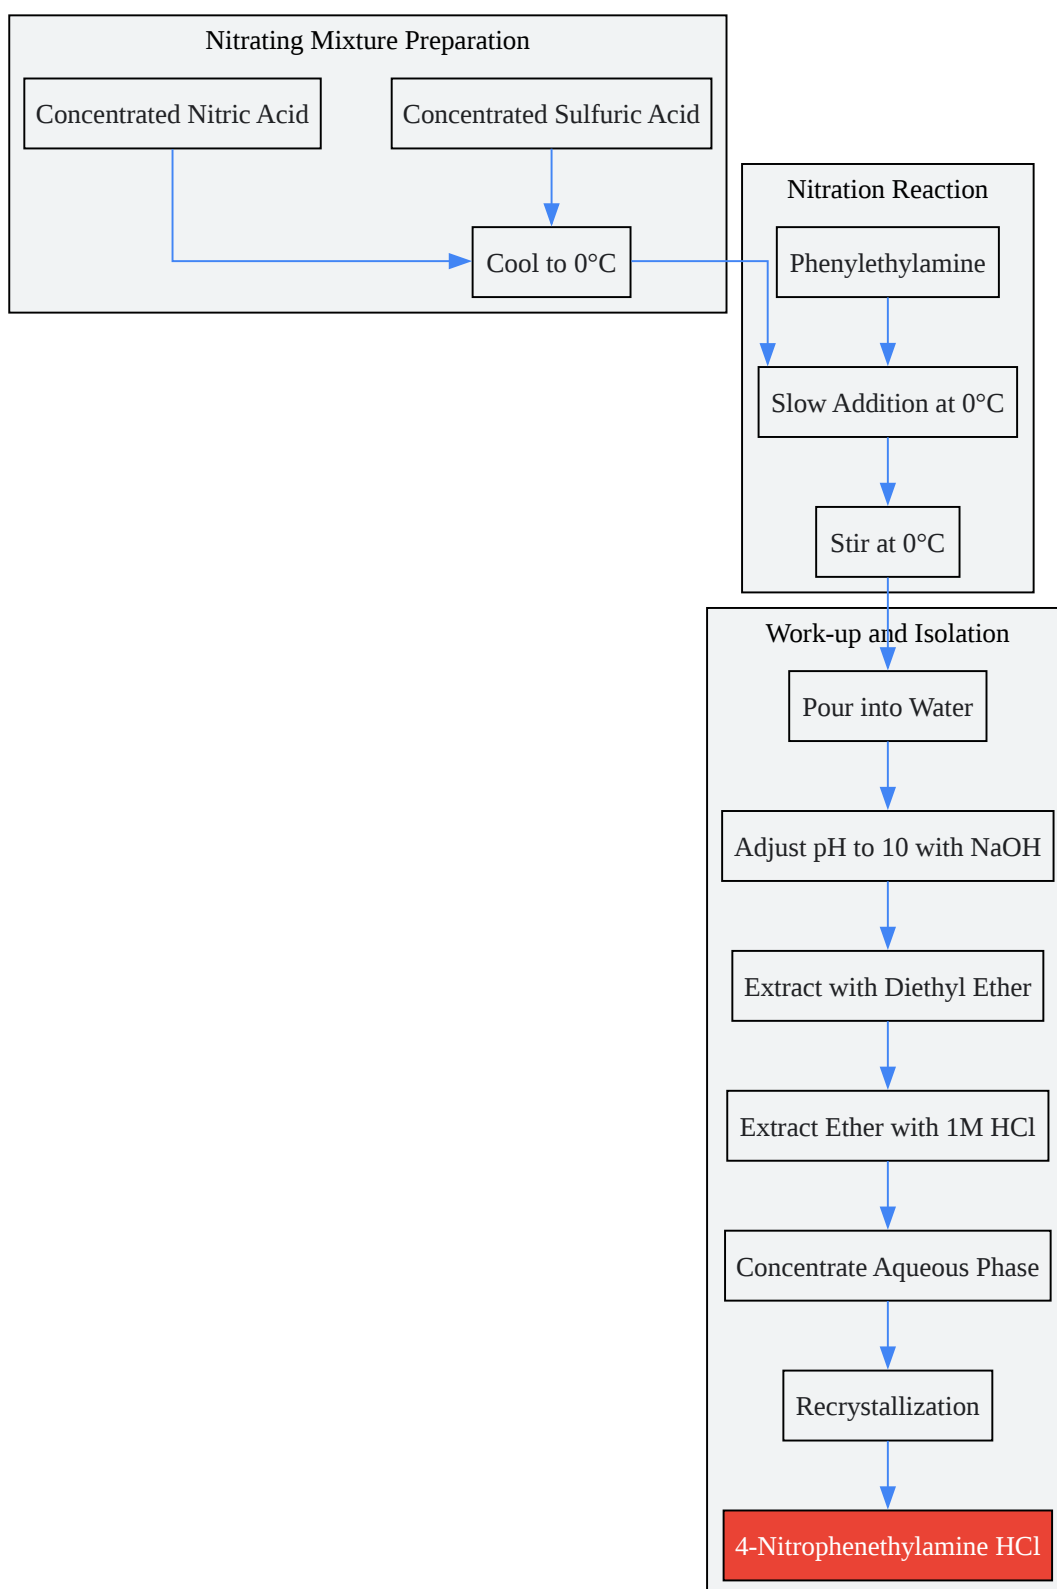 Nitrating Mixture Preparation
Concentrated Nitric Acid
Concentrated Sulfuric Acid
Cool to 0°C
Nitration Reaction
Phenylethylamine
Slow Addition at 0°C
Stir at 0°C
Work-up and Isolation
Pour into Water
Adjust pH to 10 with NaOH
Extract with Diethyl Ether
Extract Ether with 1M HCl
Concentrate Aqueous Phase
Recrystallization
4-Nitrophenethylamine HCl